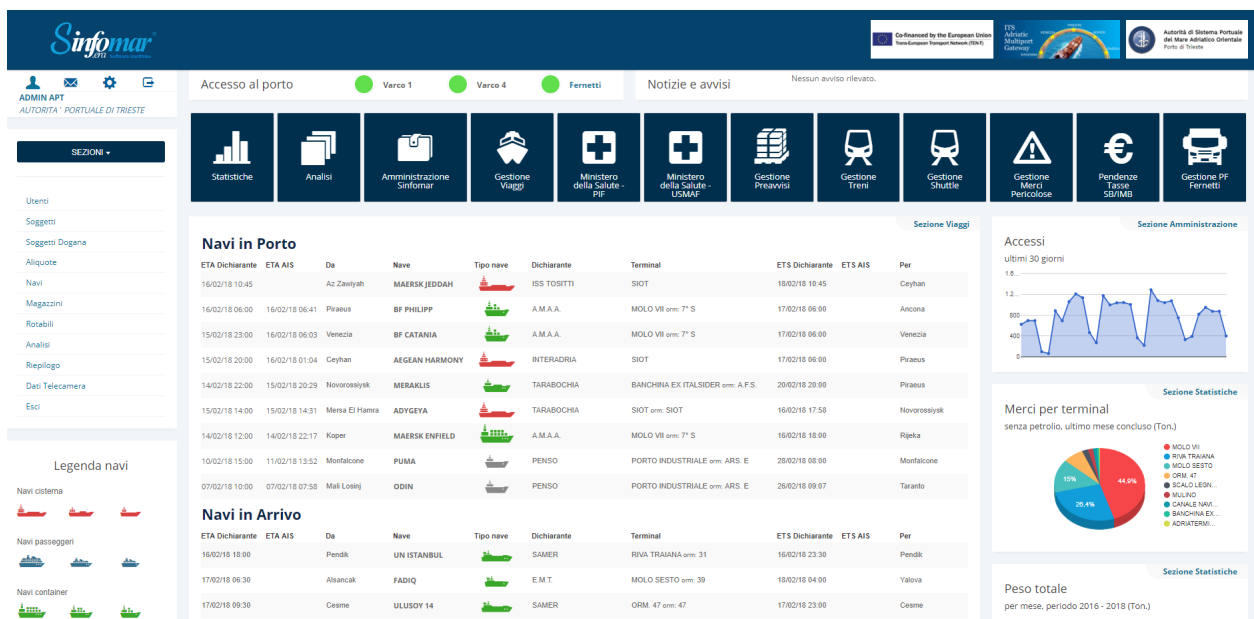 Sinfomar
.era software marittimo
Co-financed by the European Union
Trans-European Transport Network (TEN-T)
ITS
Adriatic
Multiport
Gateway
Autorità di Sistema Portuale
del Mare Adriatico Orientale
Porto di Trieste
ADMIN APT
AUTORITA' PORTUALE DI TRIESTE
Accesso al porto
Varco 1
Varco 4
Fernetti
Notizie e avvisi
Nessun avviso rilevato.
SEZIONI
Utenti
Soggetti
Soggetti Dogana
Aliquote
Navi
Magazzini
Rotabili
Analisi
Riepilogo
Dati Telecamera
Esci
Legenda navi
Navi cisterna
Navi passeggeri
Navi container
Statistiche
Analisi
Amministrazione
Sinfomar
Gestione
Viaggi
Ministero
della Salute -
PIF
Ministero
della Salute -
USMAF
Gestione
Preavvisi
Gestione
Treni
Gestione
Shuttle
Gestione
Merci
Pericolose
Pendenze
Tasse
SB/IMB
Gestione PF
Fernetti
Sezione Viaggi
Navi in Porto
ETA Dichiarante ETA AIS Da Nave Tipo nave Dichiarante Terminal ETS Dichiarante ETS AIS Per
16/02/18 10:45 Az Zawiyah MAERSK JEDDAH ISS TOSITTI SIOT 18/02/18 10:45 Ceyhan
16/02/18 06:00 16/02/18 06:41 Piraeus BF PHILIPP A.M.A.A. MOLO VII orm: 7° S 17/02/18 06:00 Ancona
15/02/18 23:00 16/02/18 06:03 Venezia BF CATANIA A.M.A.A. MOLO VII orm: 7° S 17/02/18 06:00 Venezia
15/02/18 20:00 16/02/18 01:04 Ceyhan AEGEAN HARMONY INTERADRIA SIOT 17/02/18 06:00 Piraeus
14/02/18 22:00 15/02/18 20:29 Novorossiysk MERAKLIS TARABOCHIA BANCHINA EX ITALSIDER orm: A.F.S. 20/02/18 20:00 Piraeus
15/02/18 14:00 15/02/18 14:31 Mersa El Hamra ADYGEYA TARABOCHIA SIOT orm: SIOT 16/02/18 17:58 Novorossiysk
14/02/18 12:00 14/02/18 22:17 Koper MAERSK ENFIELD A.M.A.A. MOLO VII orm: 7° S 16/02/18 18:00 Rijeka
10/02/18 15:00 11/02/18 13:52 Monfalcone PUMA PENSO PORTO INDUSTRIALE orm: ARS. E 28/02/18 08:00 Monfalcone
07/02/18 10:00 07/02/18 07:58 Mali Losinj ODIN PENSO PORTO INDUSTRIALE orm: ARS. E 26/02/18 09:07 Taranto
Navi in Arrivo
ETA Dichiarante ETA AIS Da Nave Tipo nave Dichiarante Terminal ETS Dichiarante ETS AIS Per
16/02/18 18:00 Pendik UN ISTANBUL SAMER RIVA TRAIANA orm: 31 16/02/18 23:30 Pendik
17/02/18 06:30 Alsancak FADIQ E.M.T. MOLO SESTO orm: 39 18/02/18 04:00 Yalova
17/02/18 09:30 Cesme ULUSOY 14 SAMER ORM. 47 orm: 47 17/02/18 23:00 Cesme
Sezione Amministrazione
Accessi
ultimi 30 giorni
1.6...
1.2...
800
400
0
Sezione Statistiche
Merci per terminal
senza petrolio, ultimo mese concluso (Ton.)
44,9%
26,4%
15%
MOLO VII
RIVA TRAIANA
MOLO SESTO
ORM. 47
SCALO LEGN...
MULINO
CANALE NAVI...
BANCHINA EX...
ADRIATERMI...
Sezione Statistiche
Peso totale
per mese, periodo 2016 - 2018 (Ton.)